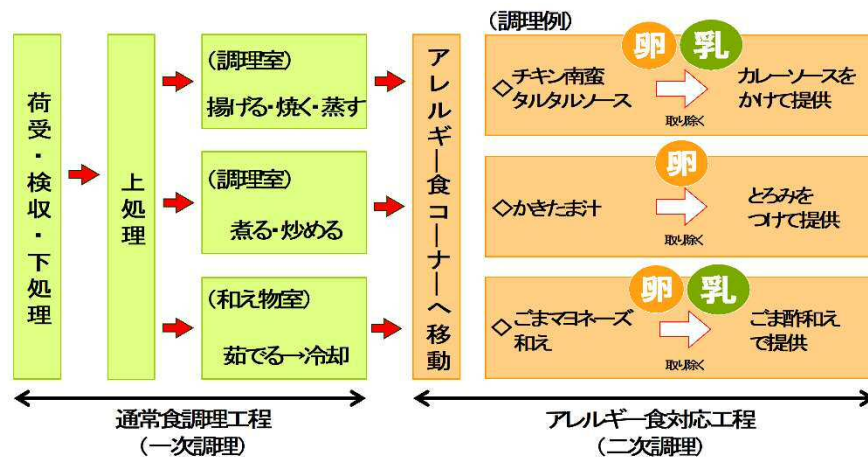 荷受・検収・下処理
上処理
(調理室)
揚げる・焼く・蒸す
(調理室)
煮る・炒める
(和え物室)
茹でる→冷却
アレルギー食コーナーへ移動
(調理例)
卵 乳
◇チキン南蛮
タルタルソース
取り除く
カレーソースを
かけて提供
卵
◇かきたま汁
取り除く
とろみを
つけて提供
卵 乳
◇ごまマヨネーズ
和え
取り除く
ごま酢和え
で提供
通常食調理工程
(一次調理)
アレルギー食対応工程
(二次調理)